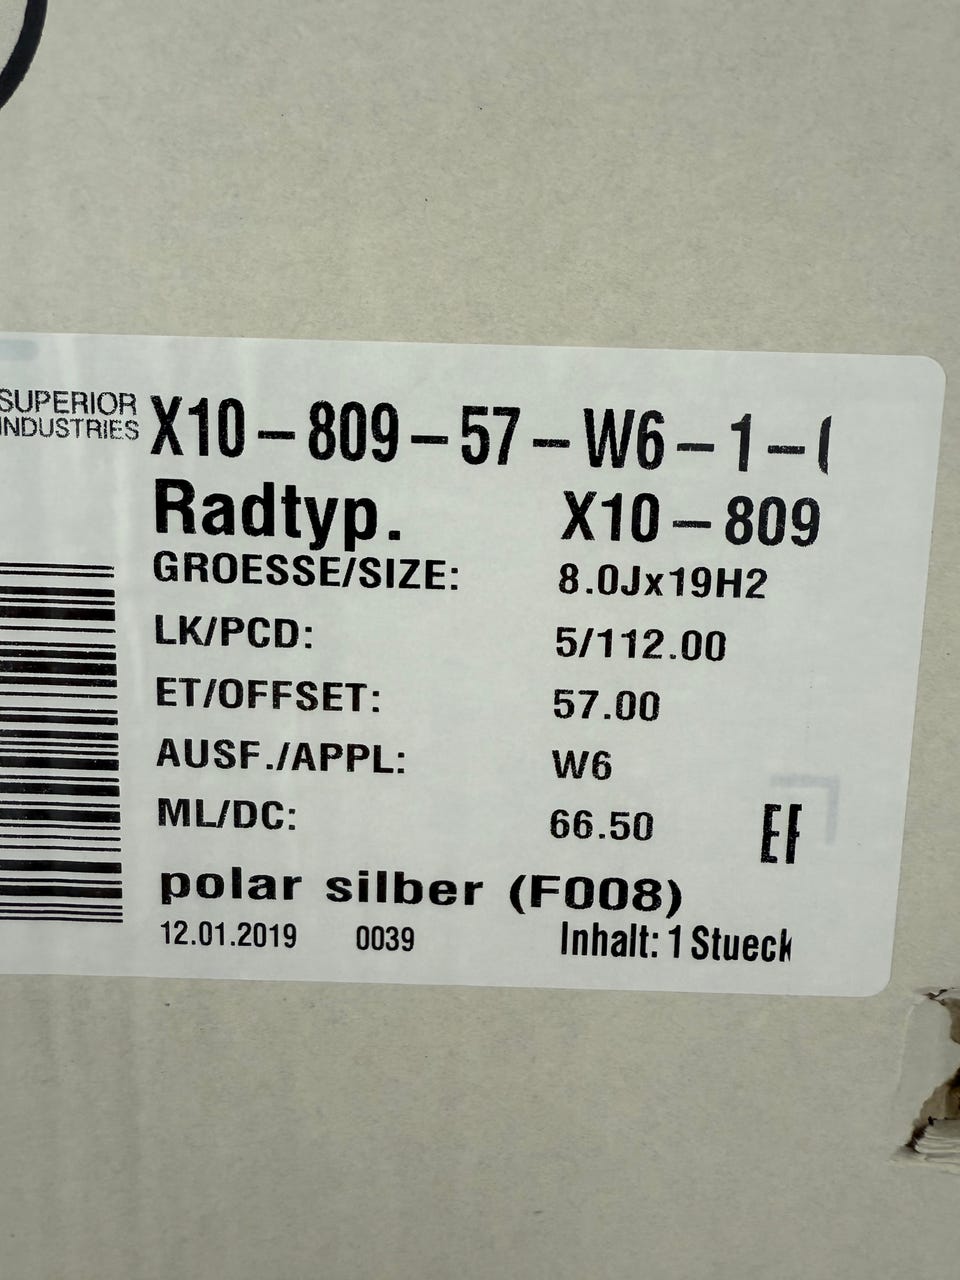 SUPERIOR
INDUSTRIES
X10-809-57-W6-1-
Radtyp. X10-809
GROESSE/SIZE: 8.0Jx19H2
LK/PCD: 5/112.00
ET/OFFSET: 57.00
AUSF./APPL: W6
ML/DC: 66.50
polar silber (F008)
12.01.2019 0039 Inhalt: 1 Stueck